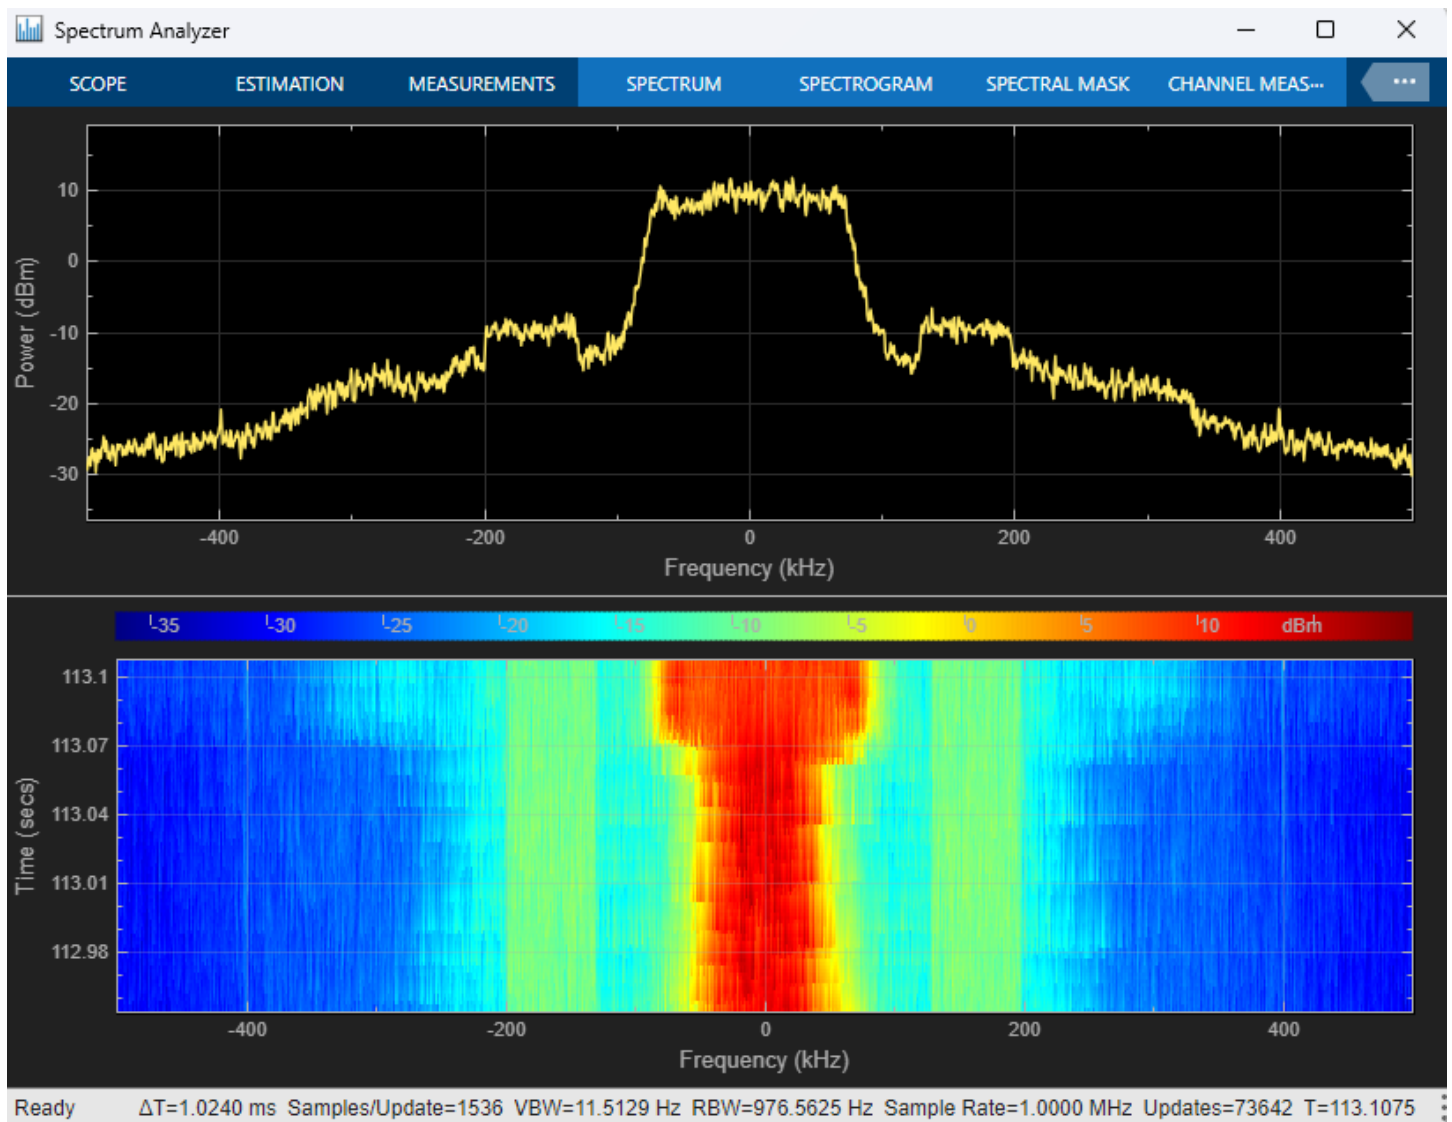 Spectrum Analyzer
SCOPE ESTIMATION MEASUREMENTS SPECTRUM SPECTROGRAM SPECTRAL MASK CHANNEL MEAS··· ···
Power (dBm)
10
0
-10
-20
-30
-400 -200 0 200 400
Frequency (kHz)
-35 -30 -25 -20 -15 -10 -5 0 5 10 dBm
Time (secs)
113.1
113.07
113.04
113.01
112.98
-400 -200 0 200 400
Frequency (kHz)
Ready ΔT=1.0240 ms Samples/Update=1536 VBW=11.5129 Hz RBW=976.5625 Hz Sample Rate=1.0000 MHz Updates=73642 T=113.1075